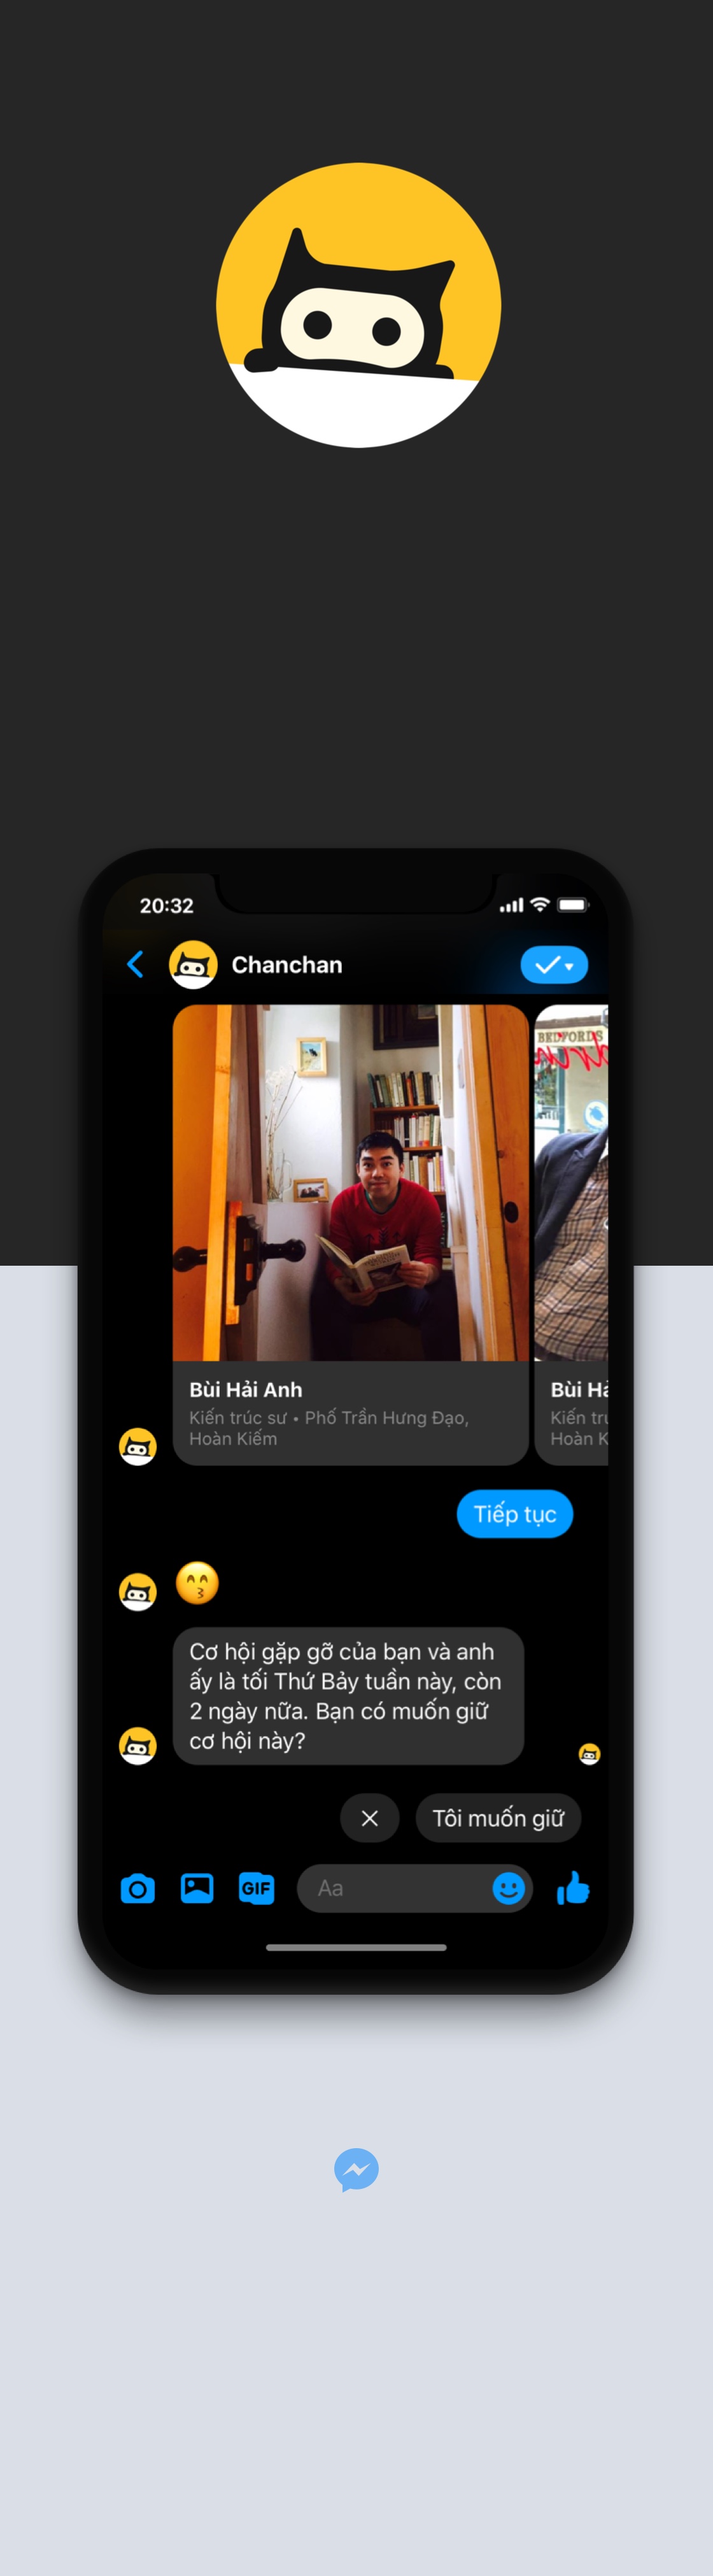 20:32
Chanchan
BEDFORDS
Bùi Hải Anh
Kiến trúc sư • Phố Trần Hưng Đạo,
Hoàn Kiếm
Bùi Hả
Kiến trú
Hoàn K
Tiếp tục
Cơ hội gặp gỡ của bạn và anh
ấy là tối Thứ Bảy tuần này, còn
2 ngày nữa. Bạn có muốn giữ
cơ hội này?
Tôi muốn giữ
GIF
Aa